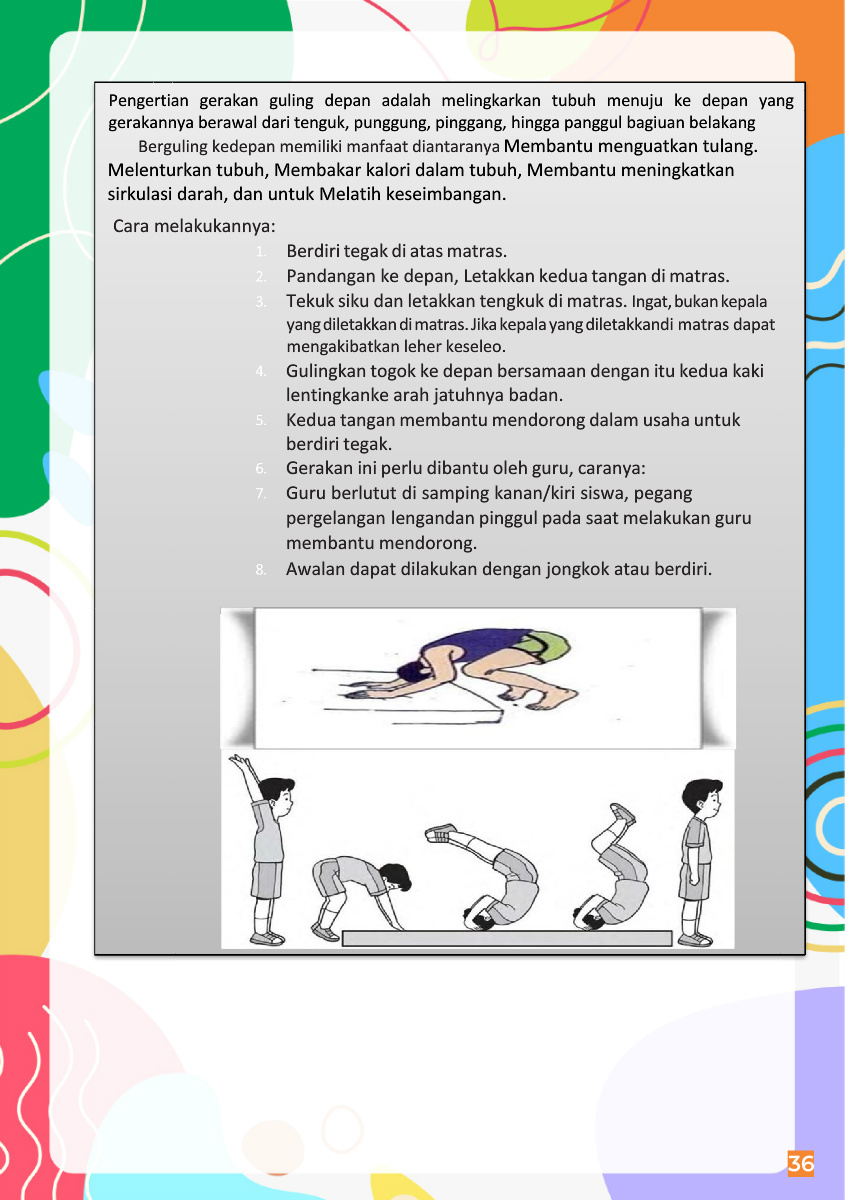 Pengertian gerakan guling depan adalah melingkarkan tubuh menuju ke depan yang
gerakannya berawal dari tenguk, punggung, pinggang, hingga panggul bagiuan belakang
Berguling kedepan memiliki manfaat diantaranya Membantu menguatkan tulang.
Melenturkan tubuh, Membakar kalori dalam tubuh, Membantu meningkatkan
sirkulasi darah, dan untuk Melatih keseimbangan.
Cara melakukannya:
1. Berdiri tegak di atas matras.
2. Pandangan ke depan, Letakkan kedua tangan di matras.
3. Tekuk siku dan letakkan tengkuk di matras. Ingat, bukan kepala
yang diletakkan di matras. Jika kepala yang diletakkandi matras dapat
mengakibatkan leher keseleo.
4. Gulingkan togok ke depan bersamaan dengan itu kedua kaki
lentingkanke arah jatuhnya badan.
5. Kedua tangan membantu mendorong dalam usaha untuk
berdiri tegak.
6. Gerakan ini perlu dibantu oleh guru, caranya:
7. Guru berlutut di samping kanan/kiri siswa, pegang
pergelangan lengandan pinggul pada saat melakukan guru
membantu mendorong.
8. Awalan dapat dilakukan dengan jongkok atau berdiri.
36